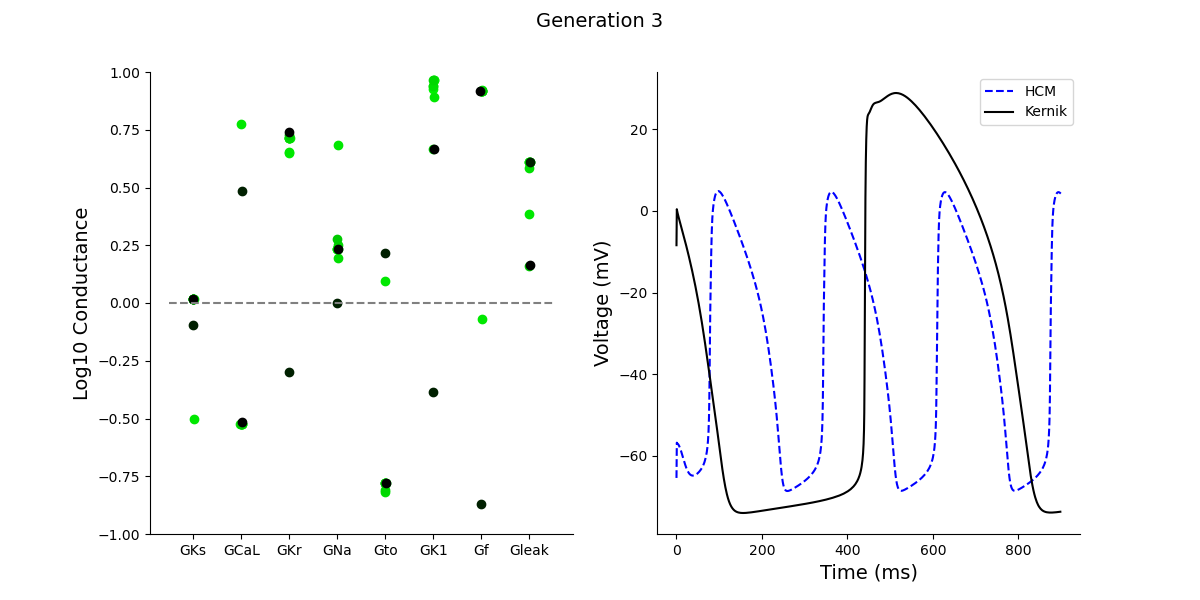 Generation 3
Log10 Conductance
1.00
0.75
0.50
0.25
0.00
−0.25
−0.50
−0.75
−1.00
GKs GCaL GKr GNa Gto GK1 Gf Gleak
Voltage (mV)
20
0
−20
−40
−60
0 200 400 600 800
Time (ms)
HCM
Kernik